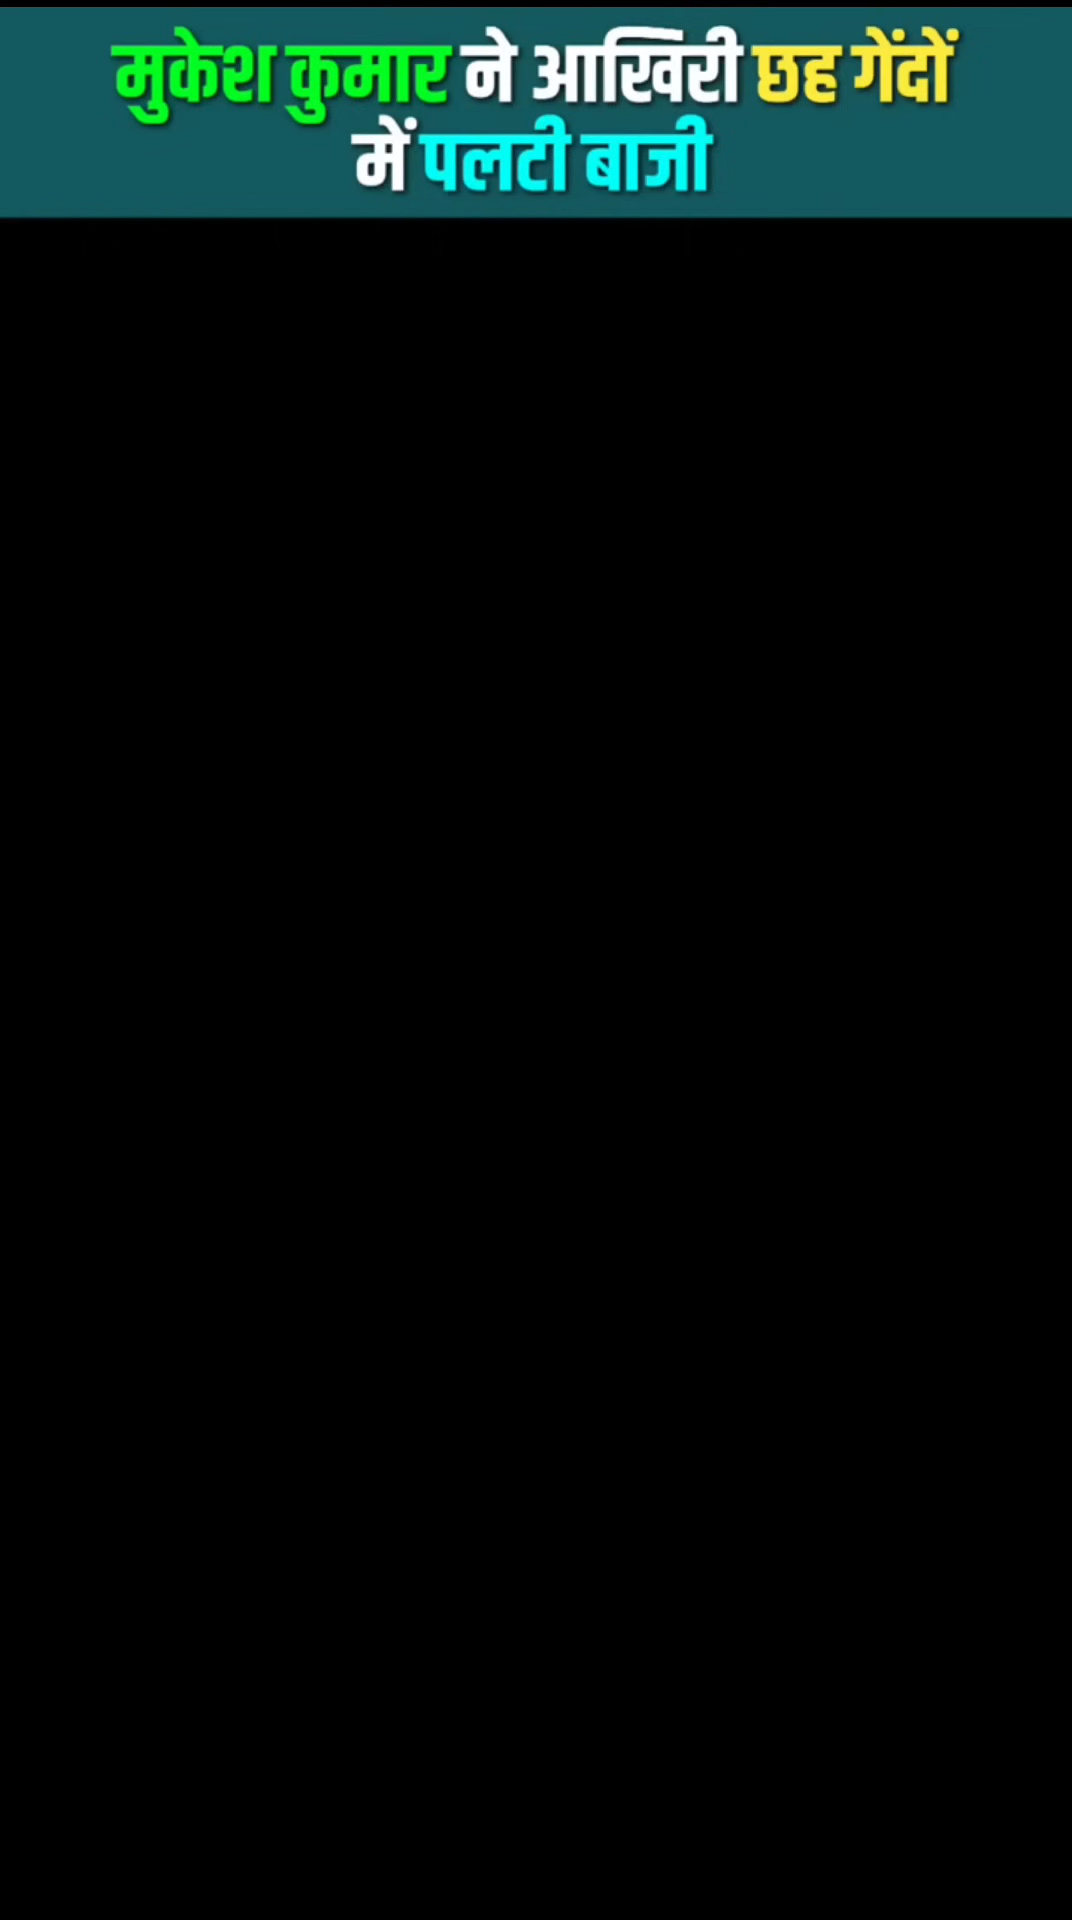 मुकेश कुमार ने आखिरी छह गेंदों
में पलटी बाजी